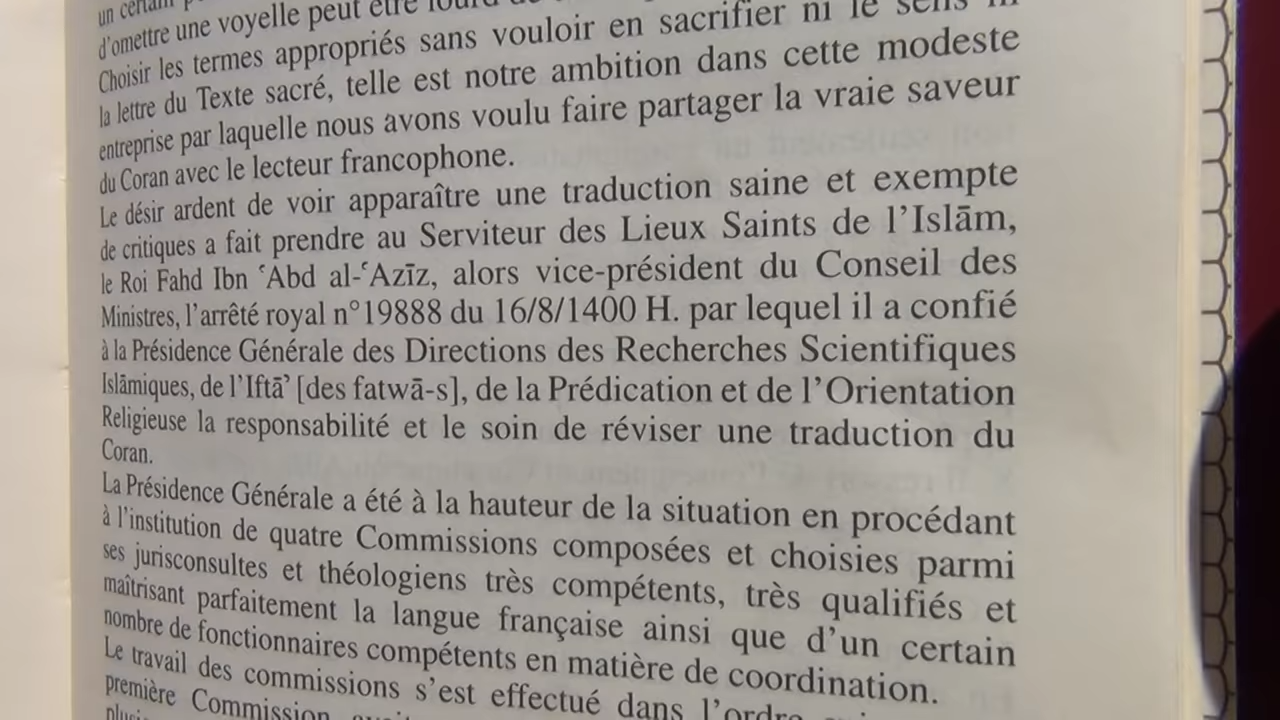 un certain
d'omettre une voyelle peut être lourd de
Choisir les termes appropriés sans vouloir en sacrifier ni le sens ni
la lettre du Texte sacré, telle est notre ambition dans cette modeste
entreprise par laquelle nous avons voulu faire partager la vraie saveur
du Coran avec le lecteur francophone.
Le désir ardent de voir apparaître une traduction saine et exempte
de critiques a fait prendre au Serviteur des Lieux Saints de l'Islām,
le Roi Fahd Ibn ʿAbd al-ʿAzīz, alors vice-président du Conseil des
Ministres, l'arrêté royal n°19888 du 16/8/1400 H. par lequel il a confié
à la Présidence Générale des Directions des Recherches Scientifiques
Islāmiques, de l'Iftā' [des fatwā-s], de la Prédication et de l'Orientation
Religieuse la responsabilité et le soin de réviser une traduction du
Coran.
La Présidence Générale a été à la hauteur de la situation en procédant
à l'institution de quatre Commissions composées et choisies parmi
ses jurisconsultes et théologiens très compétents, très qualifiés et
maîtrisant parfaitement la langue française ainsi que d'un certain
nombre de fonctionnaires compétents en matière de coordination.
Le travail des commissions s'est effectué dans l'ordre
première Commission